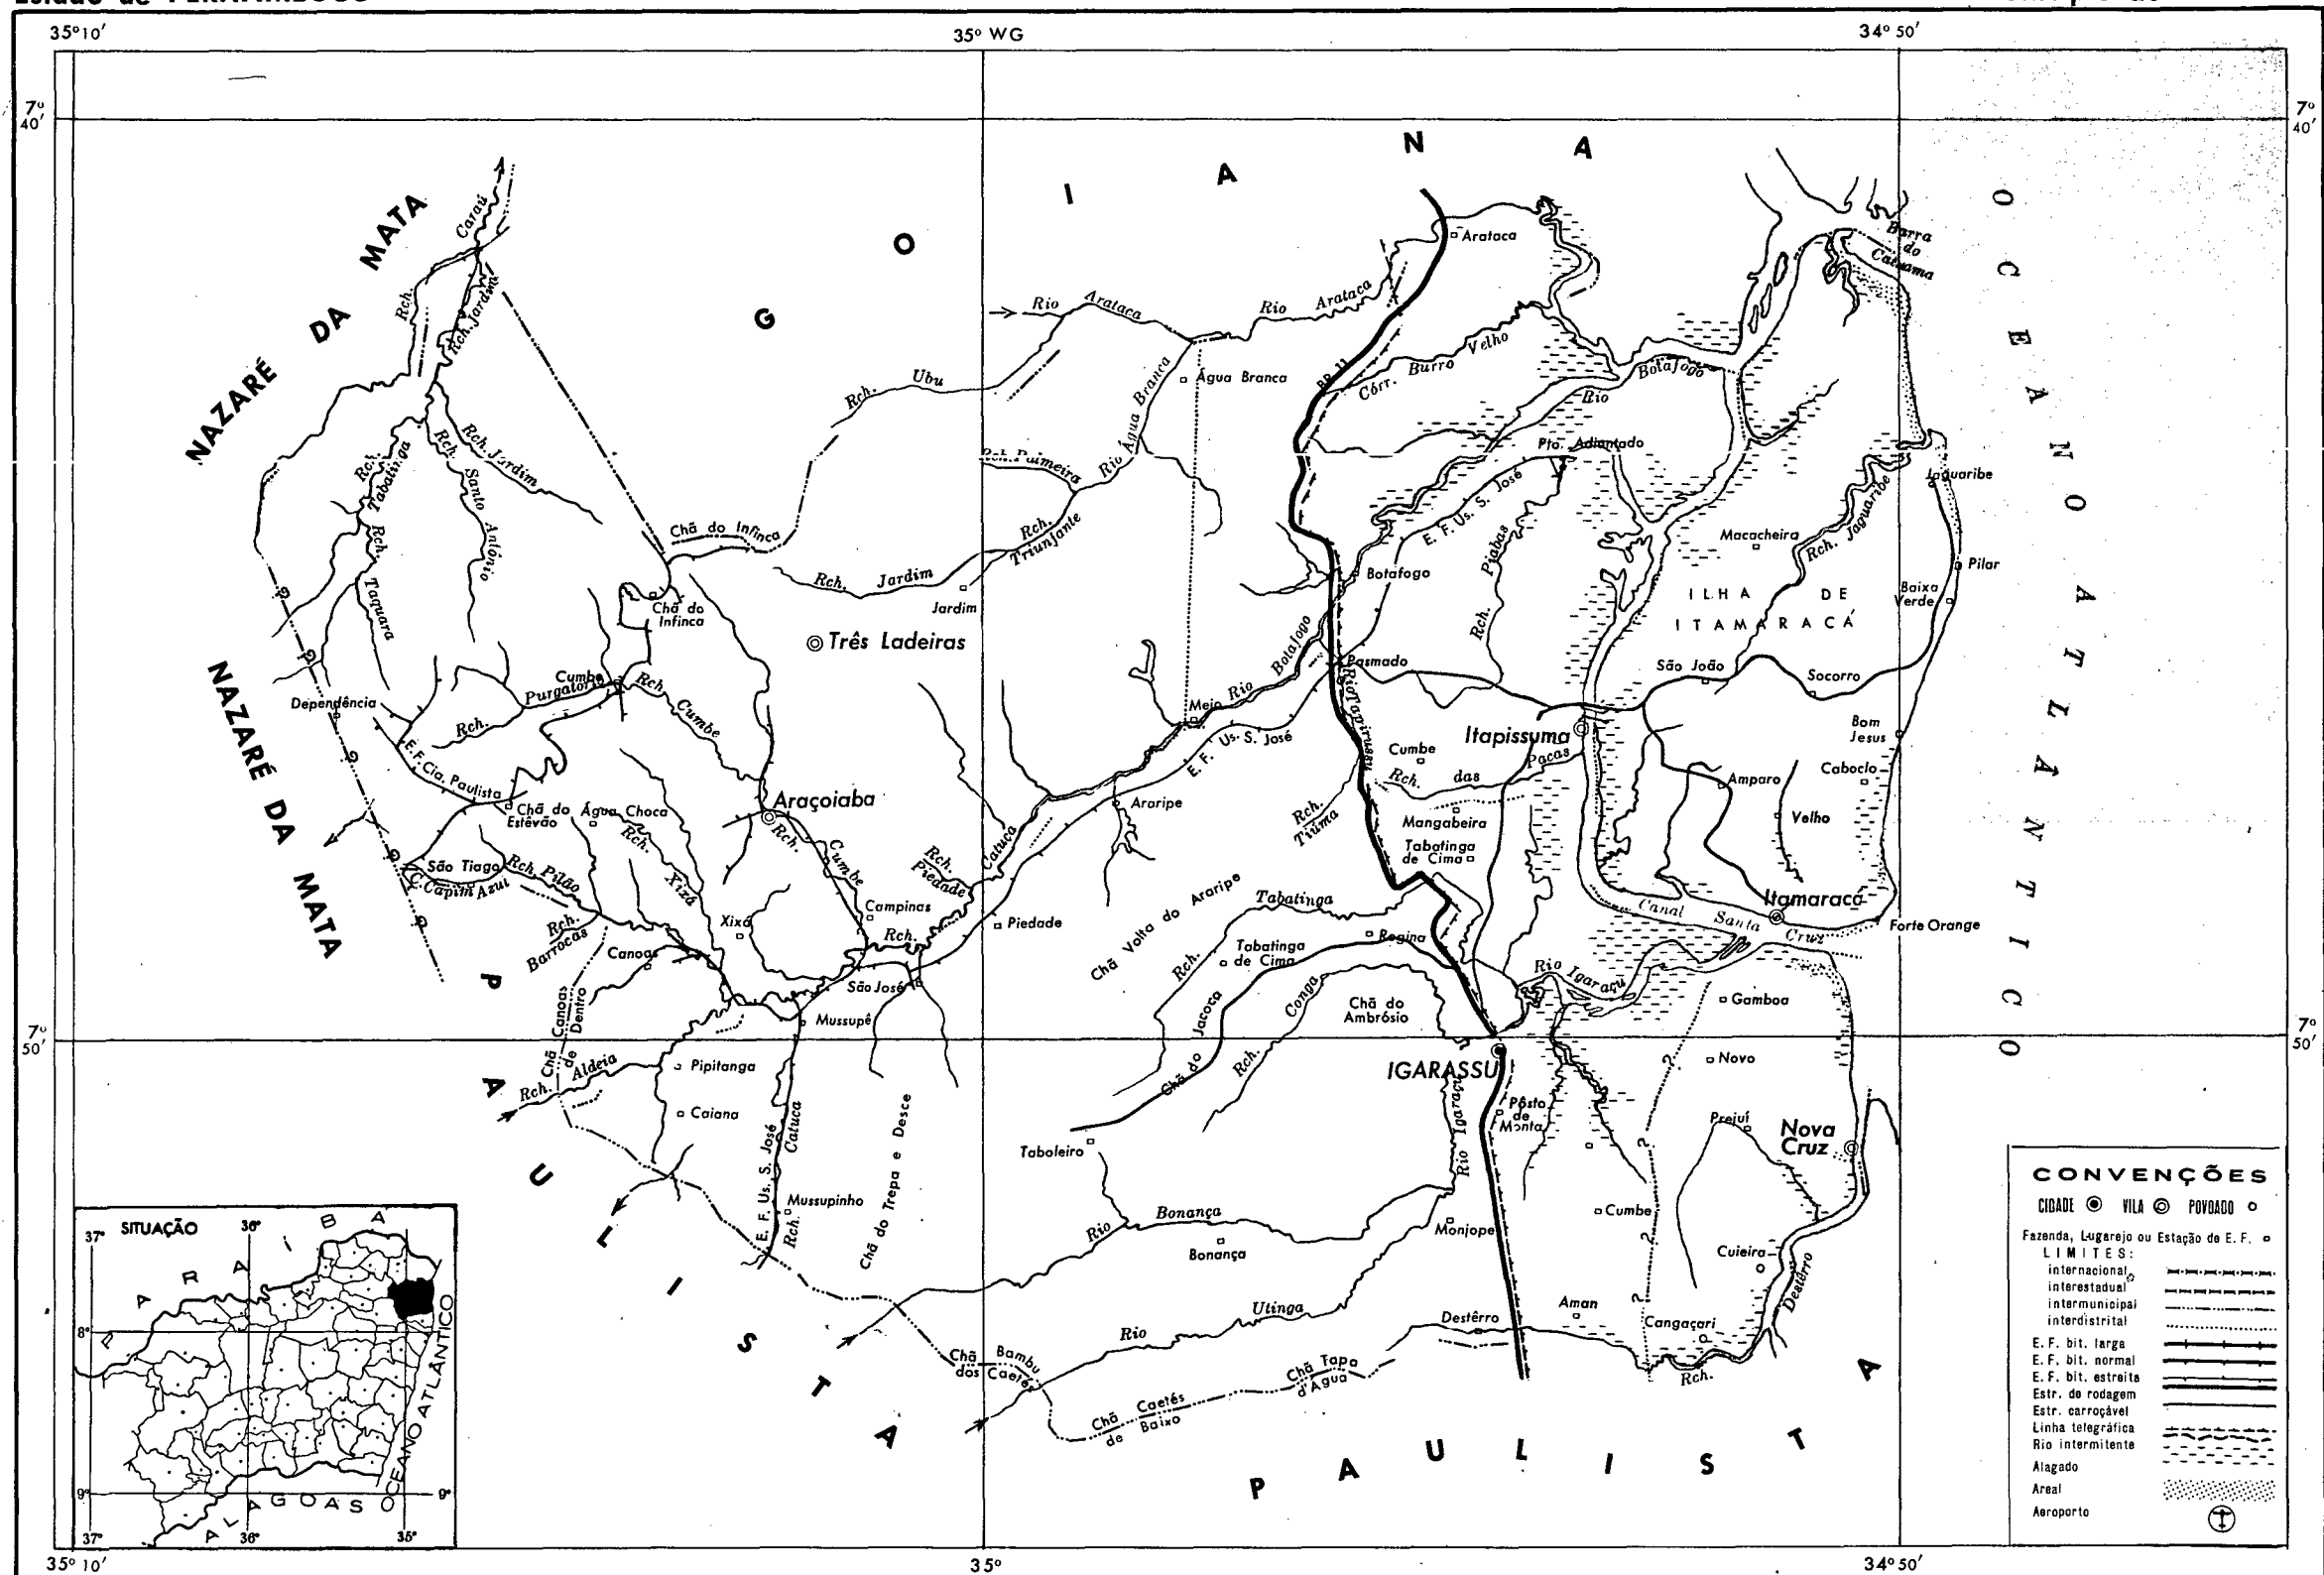 35° 10'
35° WG
34° 50'
7° 40'
7° 40'
NAZARÉ DA MATA
GOIANA
OCEANO ATLÂNTICO
Rch. Caraú
Rch. Jardim
Arataca
Barra do Catuama
Rio Arataca
Rio Arataca
BR-11
Córr. Burro Velho
Rch. Ubu
Água Branca
Rio Água Branca
Rio Botafogo
Rch. Tabatinga
Rch. Santo Antônio
Rch. Jardim
Rch. Palmeira
Pto. Adiantado
E. F. Us. S. José
Jaguaribe
Rch. Jaguaribe
Macacheira
Chã do Infinca
Rch. Jardim
Rch. Triunfante
Jardim
Botafogo
Rch. Piabas
Pilar
Baixa Verde
ILHA DE ITAMARACÁ
Rch. Taquara
Chã do Infinca
Três Ladeiras
Pasmado
São João
Socorro
Cumbe
Rch. Purgatório
Rch. Cumbe
Dependência
Rio Botafogo
Meio
Rio Tapirussu
Itapissuma
Bom Jesus
NAZARÉ DA MATA
E. F. Cia. Paulista
E. F. Us. S. José
Cumbe
Rch. das Pacas
Amparo
Caboclo
Chã do Estêvão
Água Choca
Araçoiaba
Araripe
Rch. Tiúma
Mangabeira
Velho
Tabatinga de Cima
São Tiago
C. Capim Azul
Rch. Pilão
Rch. Xixá
Rch. Cumbe
Rch. Piedade
Catuca
Chã Volta do Araripe
Rch. Tabatinga
Itamaracá
Canal Santa Cruz
Forte Orange
Rch. Barrocas
Xixá
Campinas
Rch.
Piedade
Regina
Tabatinga de Cima
Canoas
São José
Rio Igaraçu
Gamboa
Chã Canoas de Dentro
Mussupê
Chã do Jacoca
Rch. Conga
Chã do Ambrósio
7° 50'
7° 50'
Rch. Aldeia
Pipitanga
IGARASSU
Novo
Caiana
Rio Igaraçu
Pôsto de Monta
Prejuí
Nova Cruz
E. F. Us. S. José
Rch. Catuca
Chã do Trepa e Desce
Taboleiro
Mussupinho
Rio Bonança
Bonança
Monjope
Cumbe
Cuieira
Rio Utinga
Destêrro
Aman
Cangaçari
Rch. Destêrro
Chã Bambu dos Caetés
Chã Caetés de Baixo
Chã Tapa d'Agua
PAULISTA
PAULISTA
SITUAÇÃO
37°
36°
PARAIBA
8°
9°
9°
OCEANO ATLÂNTICO
ALAGOAS
37°
36°
35°
CONVENÇÕES
CIDADE VILA POVOADO
Fazenda, Lugarejo ou Estação de E. F.
LIMITES:
internacional
interestadual
intermunicipal
interdistrital
E. F. bit. larga
E. F. bit. normal
E. F. bit. estreita
Estr. de rodagem
Estr. carroçável
Linha telegráfica
Rio intermitente
Alagado
Areal
Aeroporto
35° 10'
35°
34° 50'